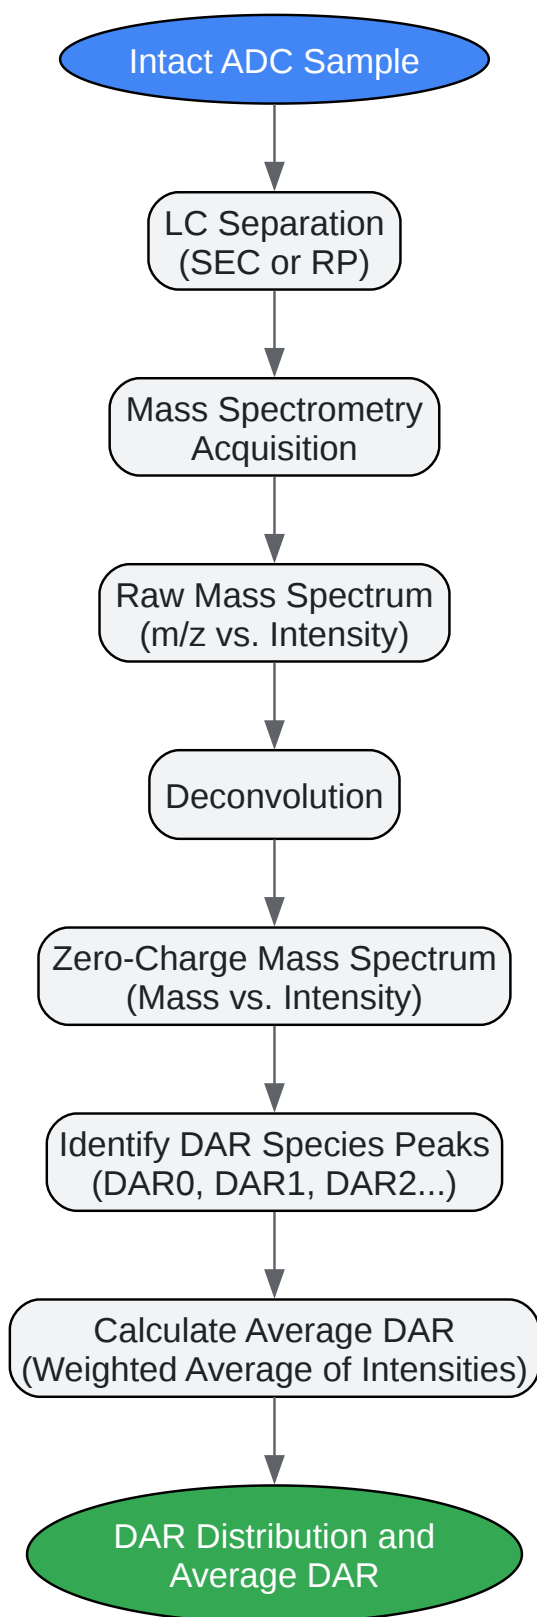 Intact ADC Sample
LC Separation
(SEC or RP)
Mass Spectrometry
Acquisition
Raw Mass Spectrum
(m/z vs. Intensity)
Deconvolution
Zero-Charge Mass Spectrum
(Mass vs. Intensity)
Identify DAR Species Peaks
(DAR0, DAR1, DAR2...)
Calculate Average DAR
(Weighted Average of Intensities)
DAR Distribution and
Average DAR